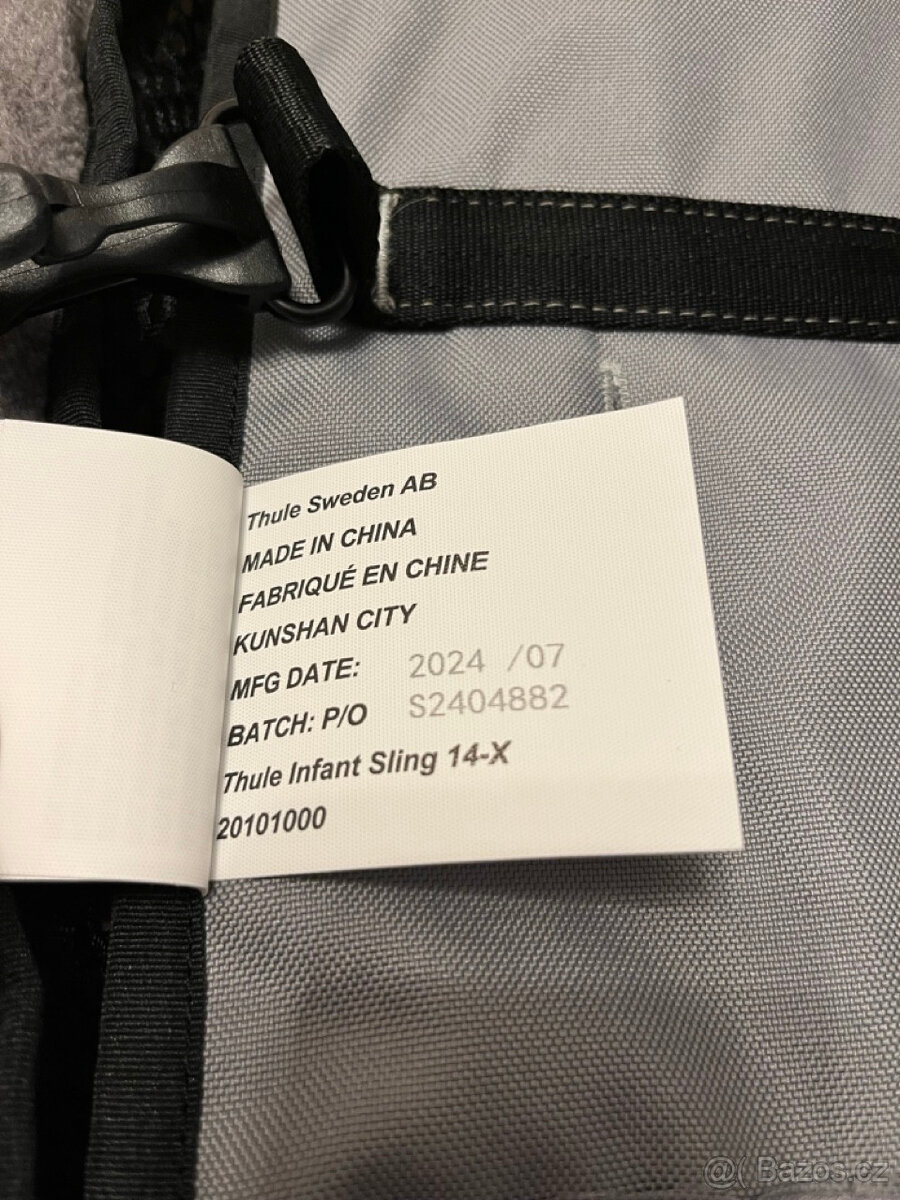 Thule Sweden AB
MADE IN CHINA
FABRIQUÉ EN CHINE
KUNSHAN CITY
MFG DATE: 2024 /07
BATCH: P/O S2404882
Thule Infant Sling 14-X
20101000
@( Bazos.cz